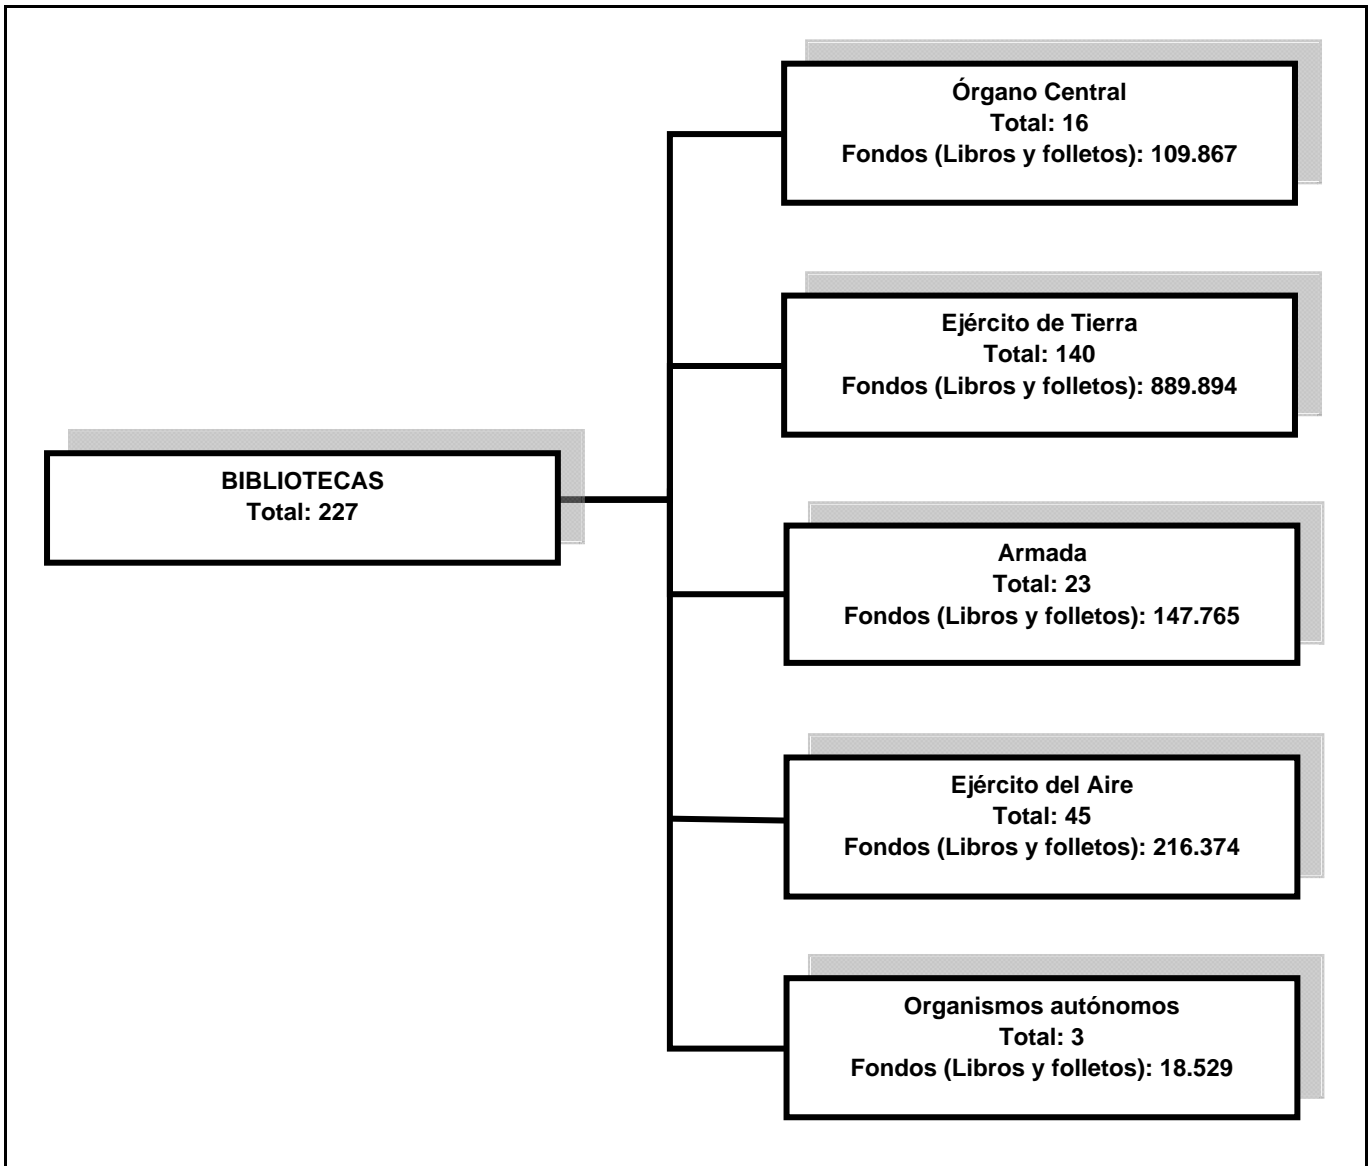 Órgano Central
Total: 16
Fondos (Libros y folletos): 109.867
Ejército de Tierra
Total: 140
Fondos (Libros y folletos): 889.894
BIBLIOTECAS
Total: 227
Armada
Total: 23
Fondos (Libros y folletos): 147.765
Ejército del Aire
Total: 45
Fondos (Libros y folletos): 216.374
Organismos autónomos
Total: 3
Fondos (Libros y folletos): 18.529